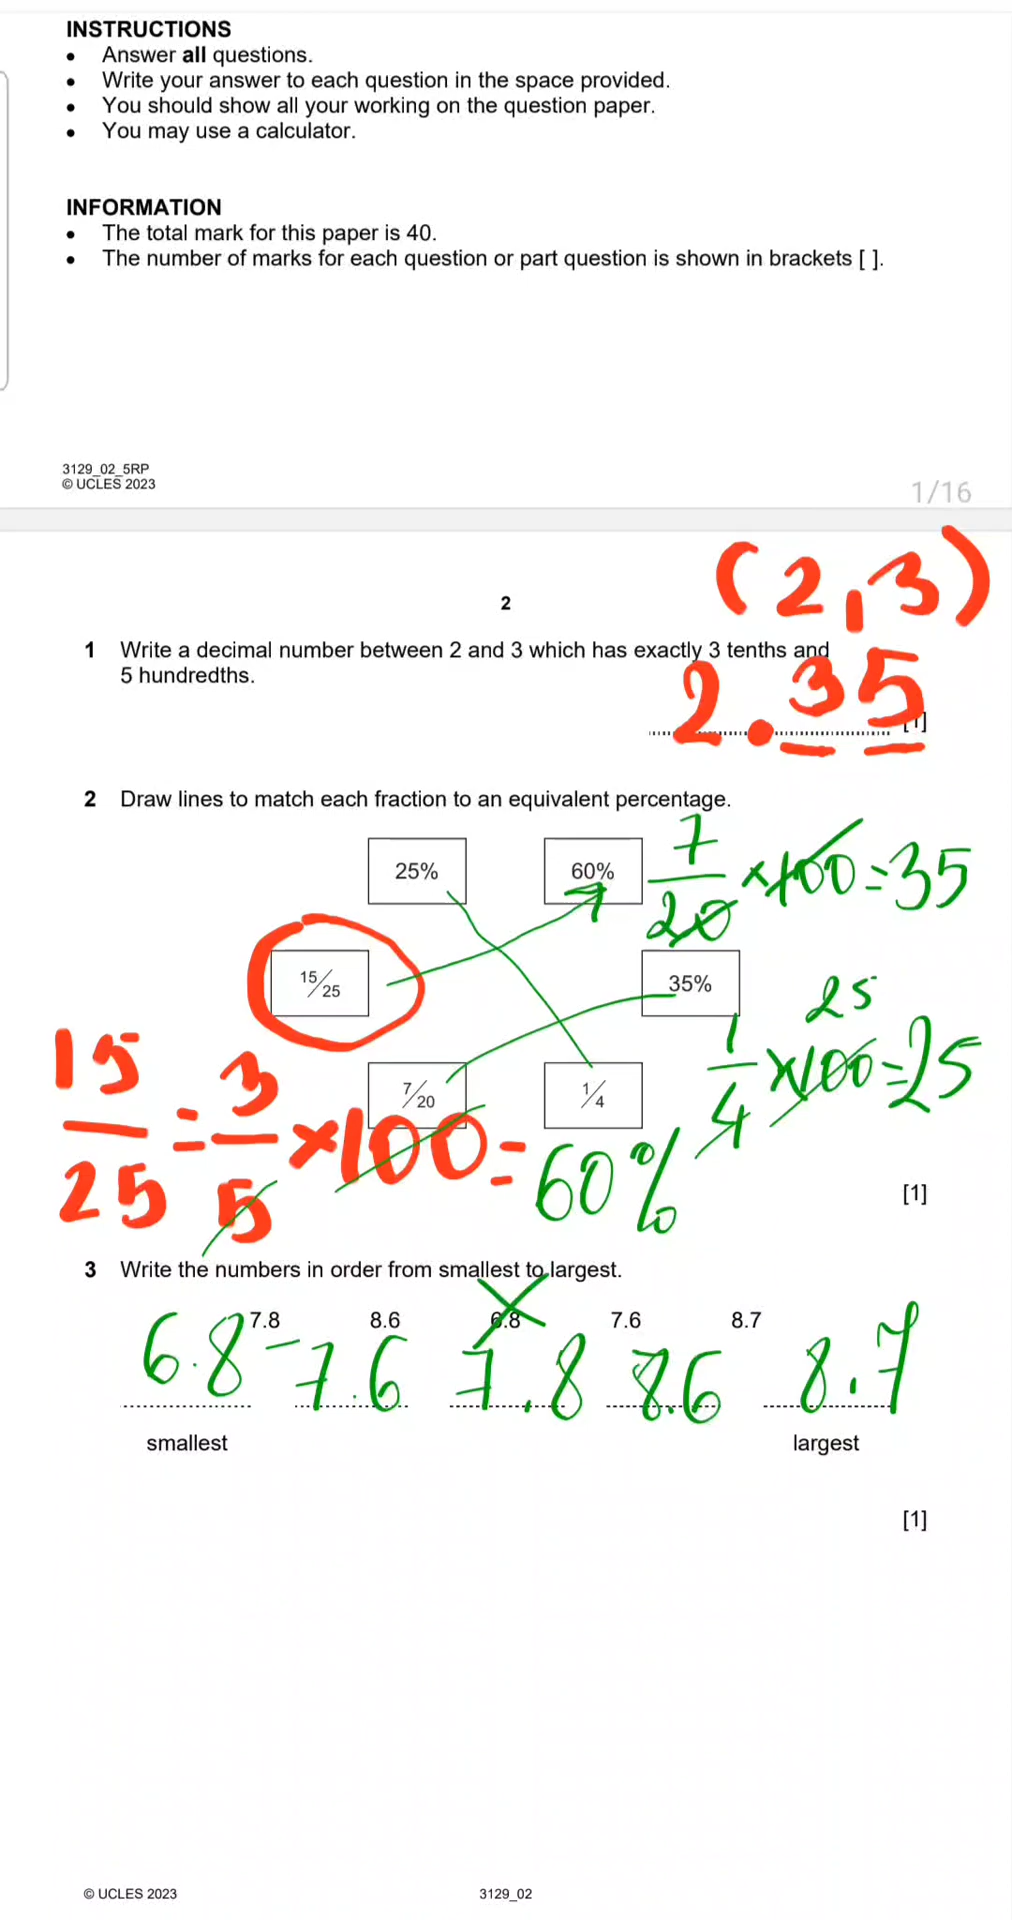 INSTRUCTIONS
• Answer all questions.
• Write your answer to each question in the space provided.
• You should show all your working on the question paper.
• You may use a calculator.
INFORMATION
• The total mark for this paper is 40.
• The number of marks for each question or part question is shown in brackets [ ].
3129_02_5RP
© UCLES 2023
1/16
(2,3)
2
1 Write a decimal number between 2 and 3 which has exactly 3 tenths and
5 hundredths.
2.35
[1]
2 Draw lines to match each fraction to an equivalent percentage.
25% 60%
7/20 × 100 = 35
15/25 35%
25
1/4 × 100 = 25
7/20 1/4
15/25 = 3/5 × 100 = 60%
[1]
3 Write the numbers in order from smallest to largest.
7.8 8.6 6.8 7.6 8.7
6.8 7.6 7.8 8.6 8.7
smallest largest
[1]
© UCLES 2023 3129_02